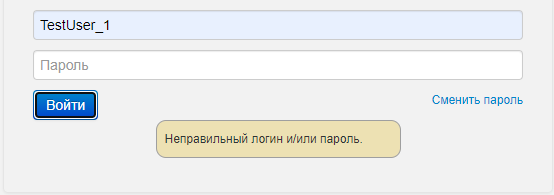 TestUser_1
Пароль
Войти
Сменить пароль
Неправильный логин и/или пароль.